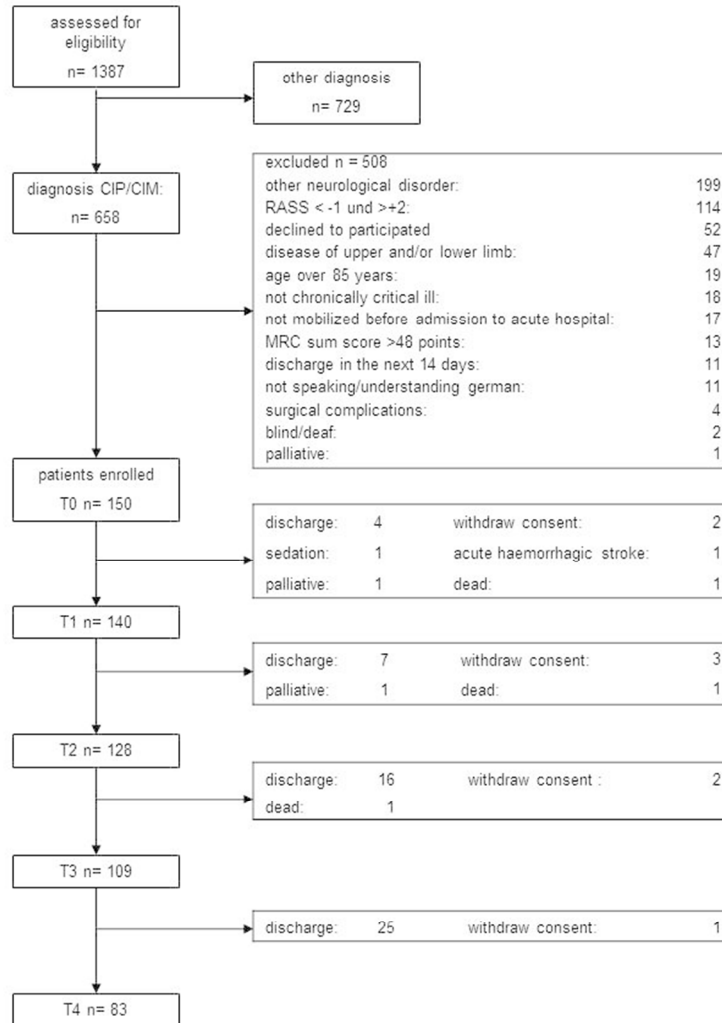 assessed for
eligibility
n= 1387
other diagnosis
n= 729
diagnosis CIP/CIM:
n= 658
excluded n = 508
other neurological disorder: 199
RASS < -1 und >+2: 114
declined to participated 52
disease of upper and/or lower limb: 47
age over 85 years: 19
not chronically critical ill: 18
not mobilized before admission to acute hospital: 17
MRC sum score >48 points: 13
discharge in the next 14 days: 11
not speaking/understanding german: 11
surgical complications: 4
blind/deaf: 2
palliative: 1
patients enrolled
T0 n= 150
discharge: 4 withdraw consent: 2
sedation: 1 acute haemorrhagic stroke: 1
palliative: 1 dead: 1
T1 n= 140
discharge: 7 withdraw consent: 3
palliative: 1 dead: 1
T2 n= 128
discharge: 16 withdraw consent : 2
dead: 1
T3 n= 109
discharge: 25 withdraw consent: 1
T4 n= 83